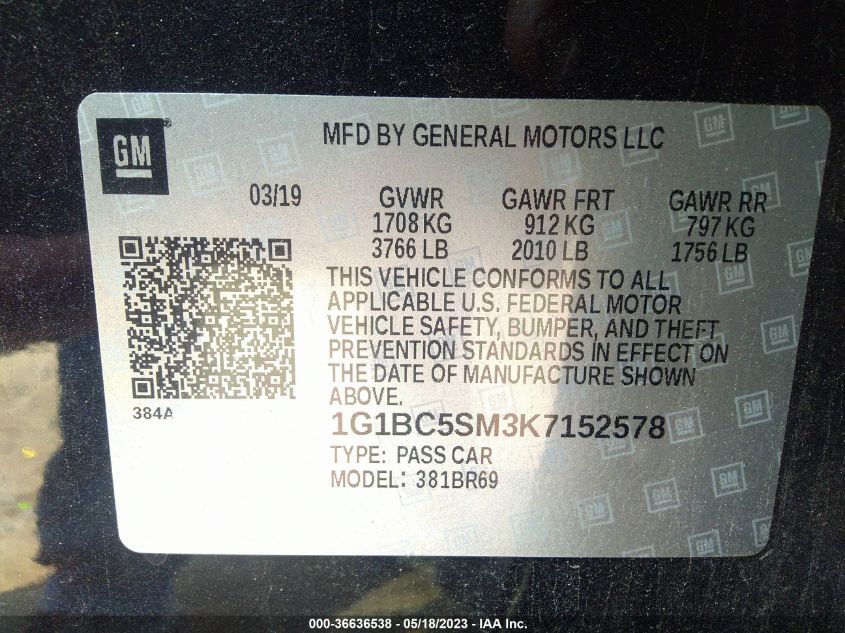 GM ®
MFD BY GENERAL MOTORS LLC
03/19 GVWR GAWR FRT GAWR RR
1708 KG 912 KG 797 KG
3766 LB 2010 LB 1756 LB
THIS VEHICLE CONFORMS TO ALL
APPLICABLE U.S. FEDERAL MOTOR
VEHICLE SAFETY, BUMPER, AND THEFT
PREVENTION STANDARDS IN EFFECT ON
THE DATE OF MANUFACTURE SHOWN
ABOVE.
384A
1G1BC5SM3K7152578
TYPE: PASS CAR
MODEL: 381BR69
000-36636538 — 05/18/2023 — IAA Inc.